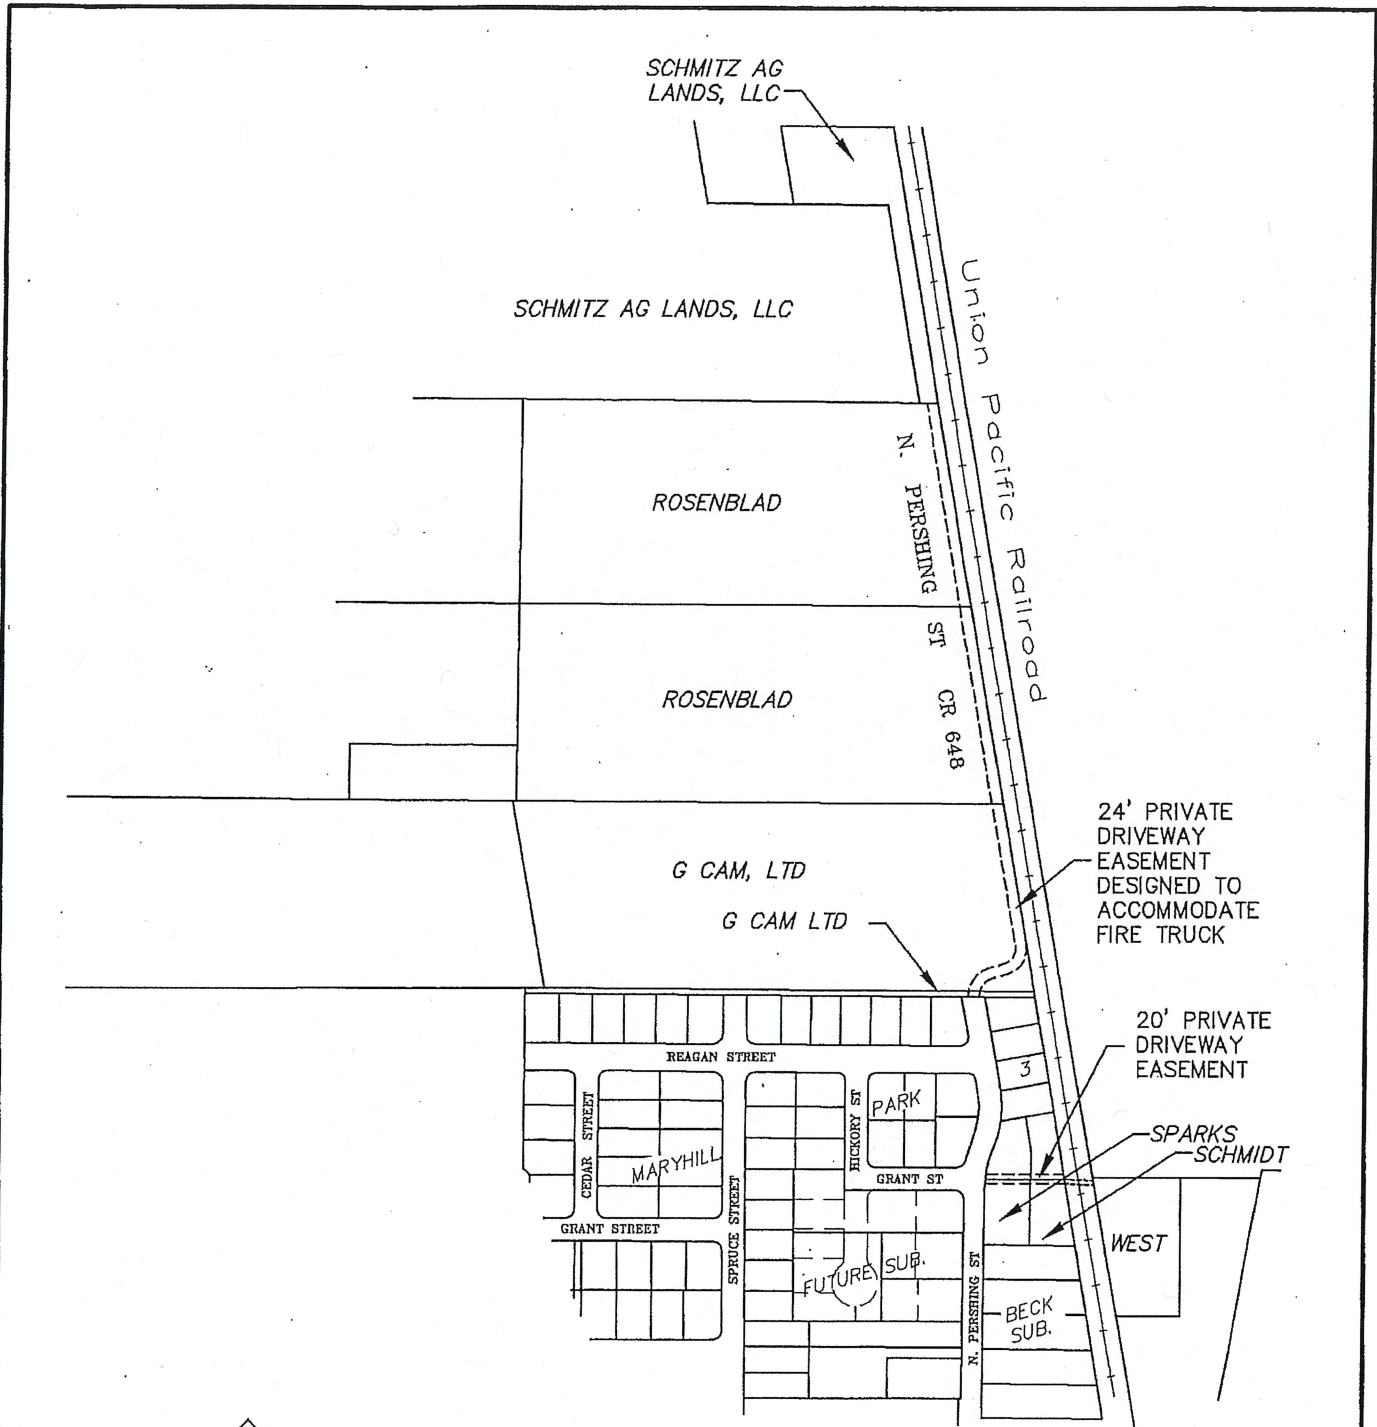 SCHMITZ AG
LANDS, LLC
SCHMITZ AG LANDS, LLC
Union Pacific Railroad
N. PERSHING ST CR 648
ROSENBLAD
ROSENBLAD
24' PRIVATE
DRIVEWAY
EASEMENT
DESIGNED TO
ACCOMMODATE
FIRE TRUCK
G CAM, LTD
G CAM LTD
20' PRIVATE
DRIVEWAY
EASEMENT
REAGAN STREET
3
CEDAR STREET
HICKORY ST
PARK
SPARKS
SCHMIDT
MARYHILL
GRANT ST
SPRUCE STREET
GRANT STREET
WEST
FUTURE SUB.
N. PERSHING ST
BECK
SUB.